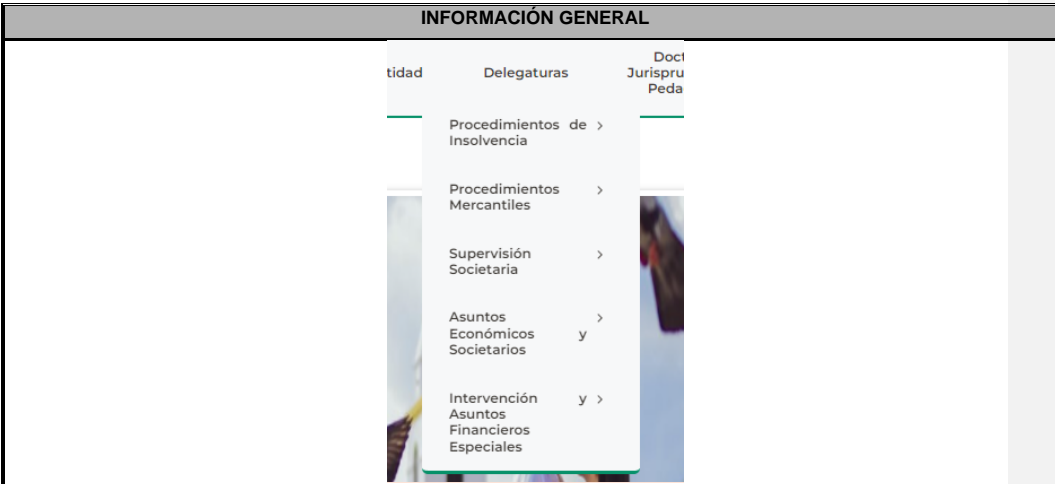 INFORMACIÓN GENERAL
tidad Delegaturas Doct
Jurispru
Peda
Procedimientos de >
Insolvencia
Procedimientos >
Mercantiles
Supervisión >
Societaria
Asuntos >
Económicos y
Societarios
Intervención y >
Asuntos
Financieros
Especiales